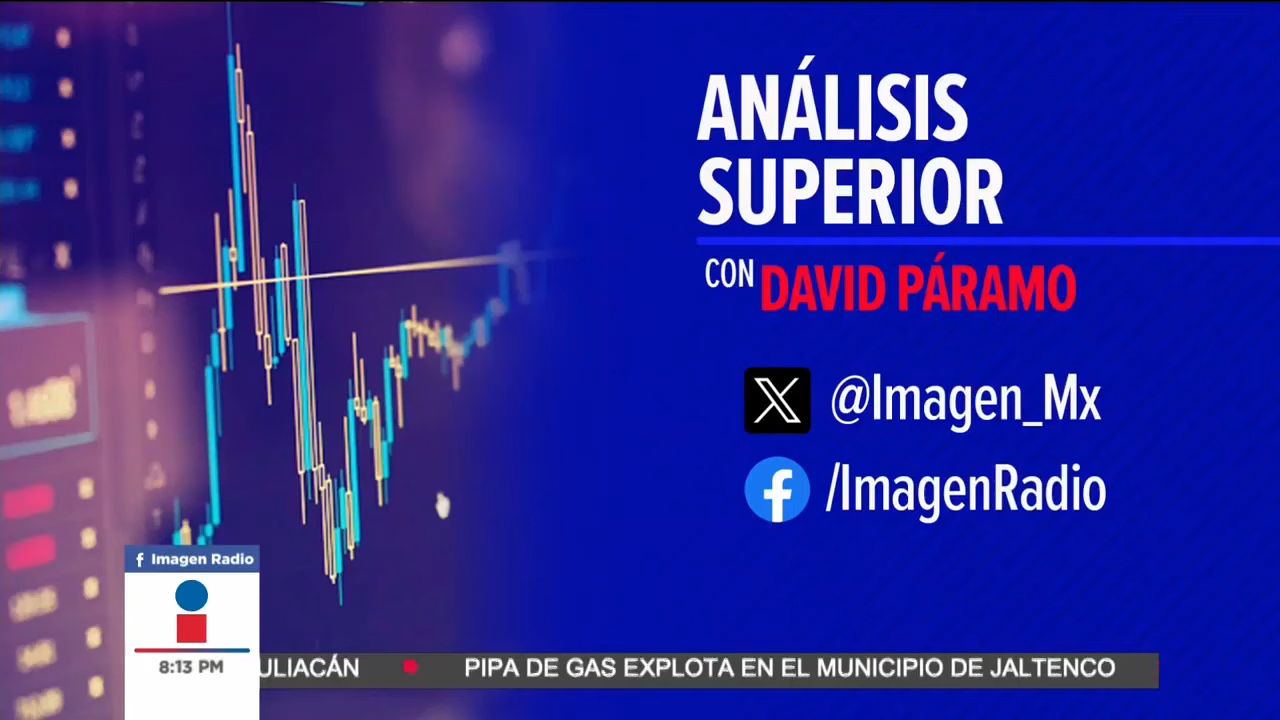 ANÁLISIS
SUPERIOR
CON DAVID PÁRAMO
@Imagen_Mx
/ImagenRadio
Imagen Radio
8:13 PM
ULIACÁN • PIPA DE GAS EXPLOTA EN EL MUNICIPIO DE JALTENCO